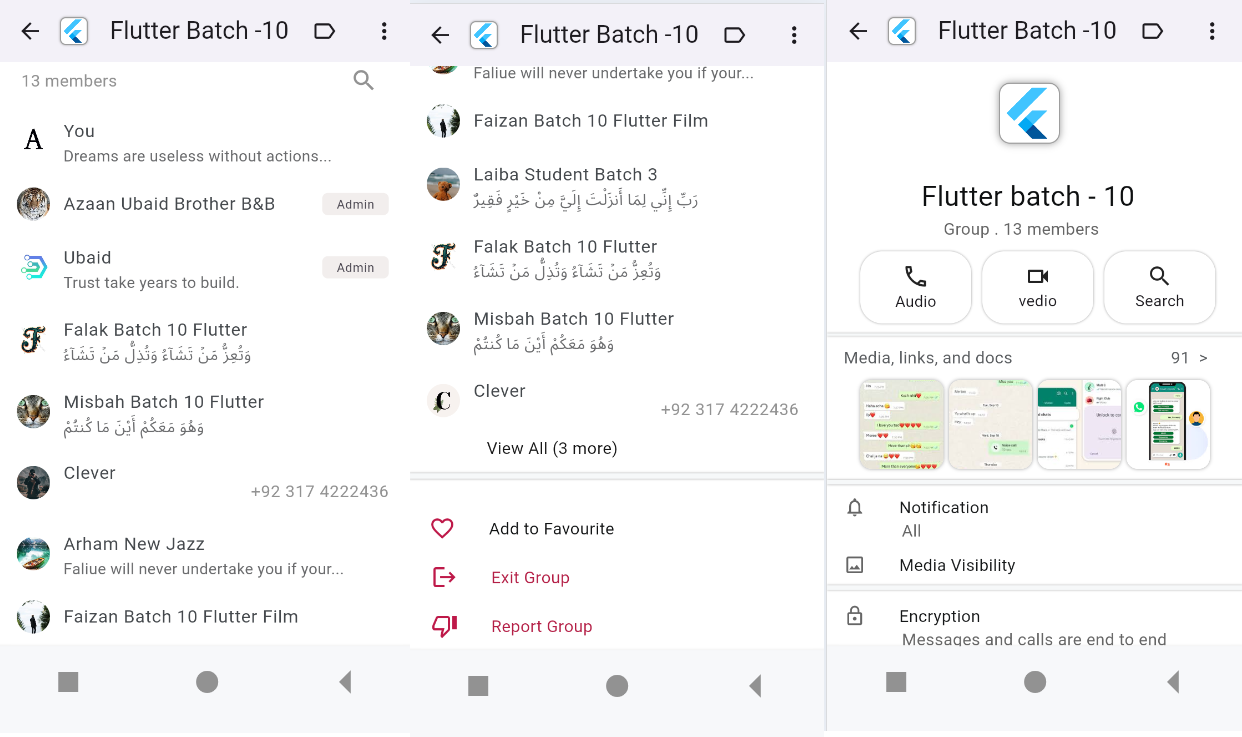 Flutter Batch -10
13 members
A
You
Dreams are useless without actions...
Azaan Ubaid Brother B&B
Admin
Ubaid
Admin
Trust take years to build.
Falak Batch 10 Flutter
وَتُعِزُّ مَنْ تَشَآءُ وَتُذِلُّ مَنْ تَشَآءُ
Misbah Batch 10 Flutter
وَهُوَ مَعَكُمْ أَيْنَ مَا كُنتُمْ
Clever
+92 317 4222436
Arham New Jazz
Faliue will never undertake you if your...
Faizan Batch 10 Flutter Film
Flutter Batch -10
Faliue will never undertake you if your...
Faizan Batch 10 Flutter Film
Laiba Student Batch 3
رَبِّ إِنِّي لِمَا أَنزَلْتَ إِلَيَّ مِنْ خَيْرٍ فَقِيرٌ
Falak Batch 10 Flutter
وَتُعِزُّ مَنْ تَشَآءُ وَتُذِلُّ مَنْ تَشَآءُ
Misbah Batch 10 Flutter
وَهُوَ مَعَكُمْ أَيْنَ مَا كُنتُمْ
C
Clever
+92 317 4222436
View All (3 more)
Add to Favourite
Exit Group
Report Group
Flutter Batch -10
Flutter batch - 10
Group . 13 members
Audio
vedio
Search
Media, links, and docs
91 >
Notification
All
Media Visibility
Encryption
Messages and calls are end to end